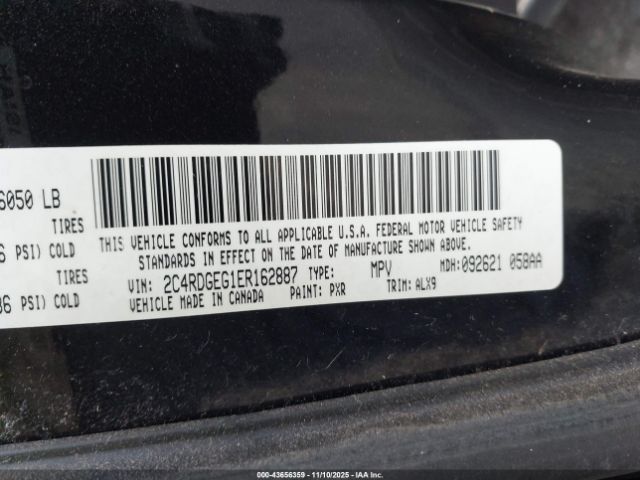 6050 LB
TIRES
6 PSI) COLD
TIRES
36 PSI) COLD
THIS VEHICLE CONFORMS TO ALL APPLICABLE U.S.A. FEDERAL MOTOR VEHICLE SAFETY
STANDARDS IN EFFECT ON THE DATE OF MANUFACTURE SHOWN ABOVE.
VIN: 2C4RDGEG1ER162887 TYPE: MPV MDH: 092621 058AA
VEHICLE MADE IN CANADA PAINT: PXR TRIM: ALX9
000-43656359 — 11/10/2025 - IAA Inc.